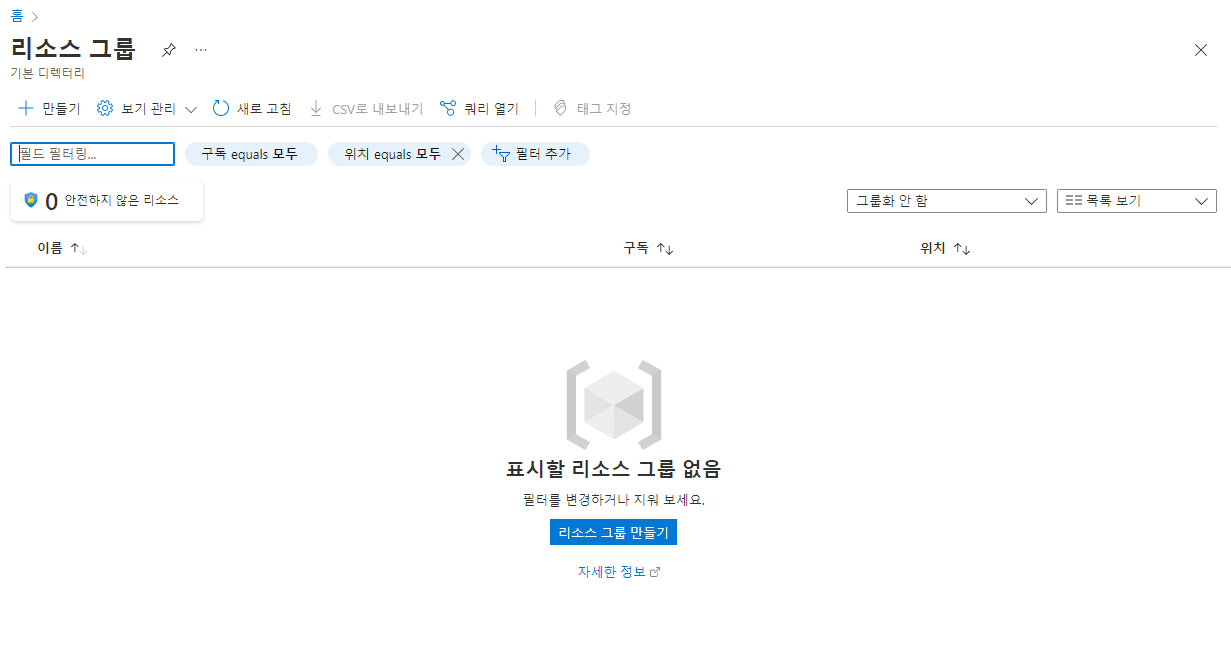 홈
리소스 그룹
기본 디렉터리
만들기 보기 관리 새로 고침 CSV로 내보내기 쿼리 열기 태그 지정
필드 필터링... 구독 equals 모두 위치 equals 모두 필터 추가
0 안전하지 않은 리소스 그룹화 안 함 목록 보기
이름 구독 위치
표시할 리소스 그룹 없음
필터를 변경하거나 지워 보세요.
리소스 그룹 만들기
자세한 정보